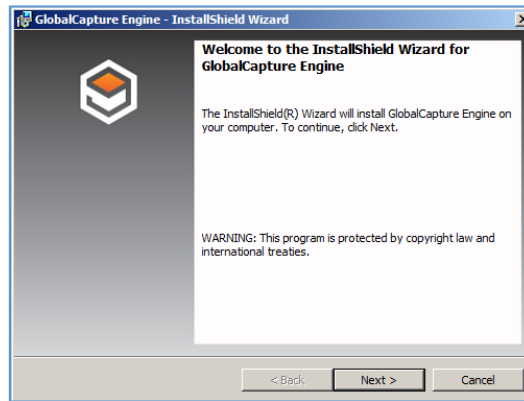 GlobalCapture Engine - InstallShield Wizard
Welcome to the InstallShield Wizard for
GlobalCapture Engine
The InstallShield(R) Wizard will install GlobalCapture Engine on
your computer. To continue, click Next.
WARNING: This program is protected by copyright law and
international treaties.
< Back Next > Cancel